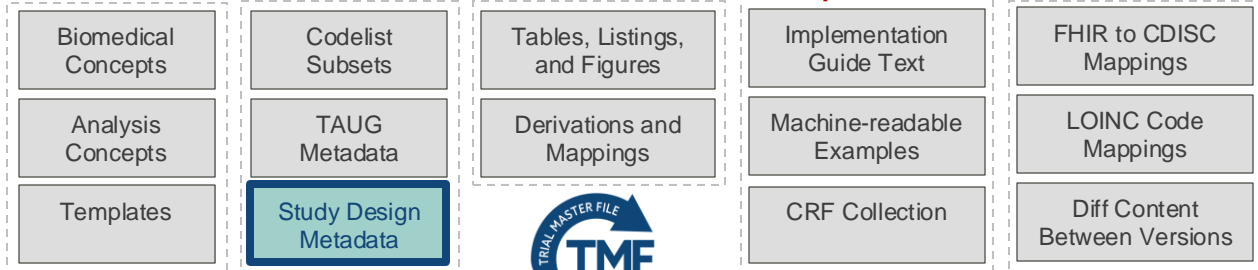 Biomedical
Concepts
Codelist
Subsets
Tables, Listings,
and Figures
Implementation
Guide Text
FHIR to CDISC
Mappings
Analysis
Concepts
TAUG
Metadata
Derivations and
Mappings
Machine-readable
Examples
LOINC Code
Mappings
Templates
Study Design
Metadata
TRIAL MASTER FILE
TMF
CRF Collection
Diff Content
Between Versions